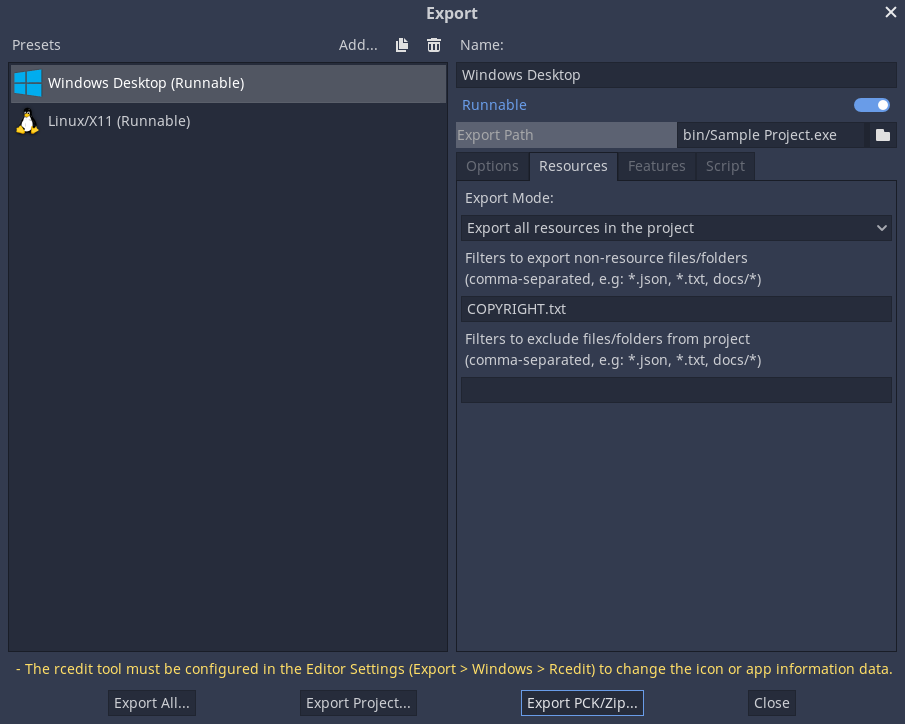 Export
Presets
Add...
Windows Desktop (Runnable)
Linux/X11 (Runnable)
Name:
Windows Desktop
Runnable
Export Path
bin/Sample Project.exe
Options
Resources
Features
Script
Export Mode:
Export all resources in the project
Filters to export non-resource files/folders
(comma-separated, e.g: *.json, *.txt, docs/*)
COPYRIGHT.txt
Filters to exclude files/folders from project
(comma-separated, e.g: *.json, *.txt, docs/*)
- The rcedit tool must be configured in the Editor Settings (Export > Windows > Rcedit) to change the icon or app information data.
Export All...
Export Project...
Export PCK/Zip...
Close